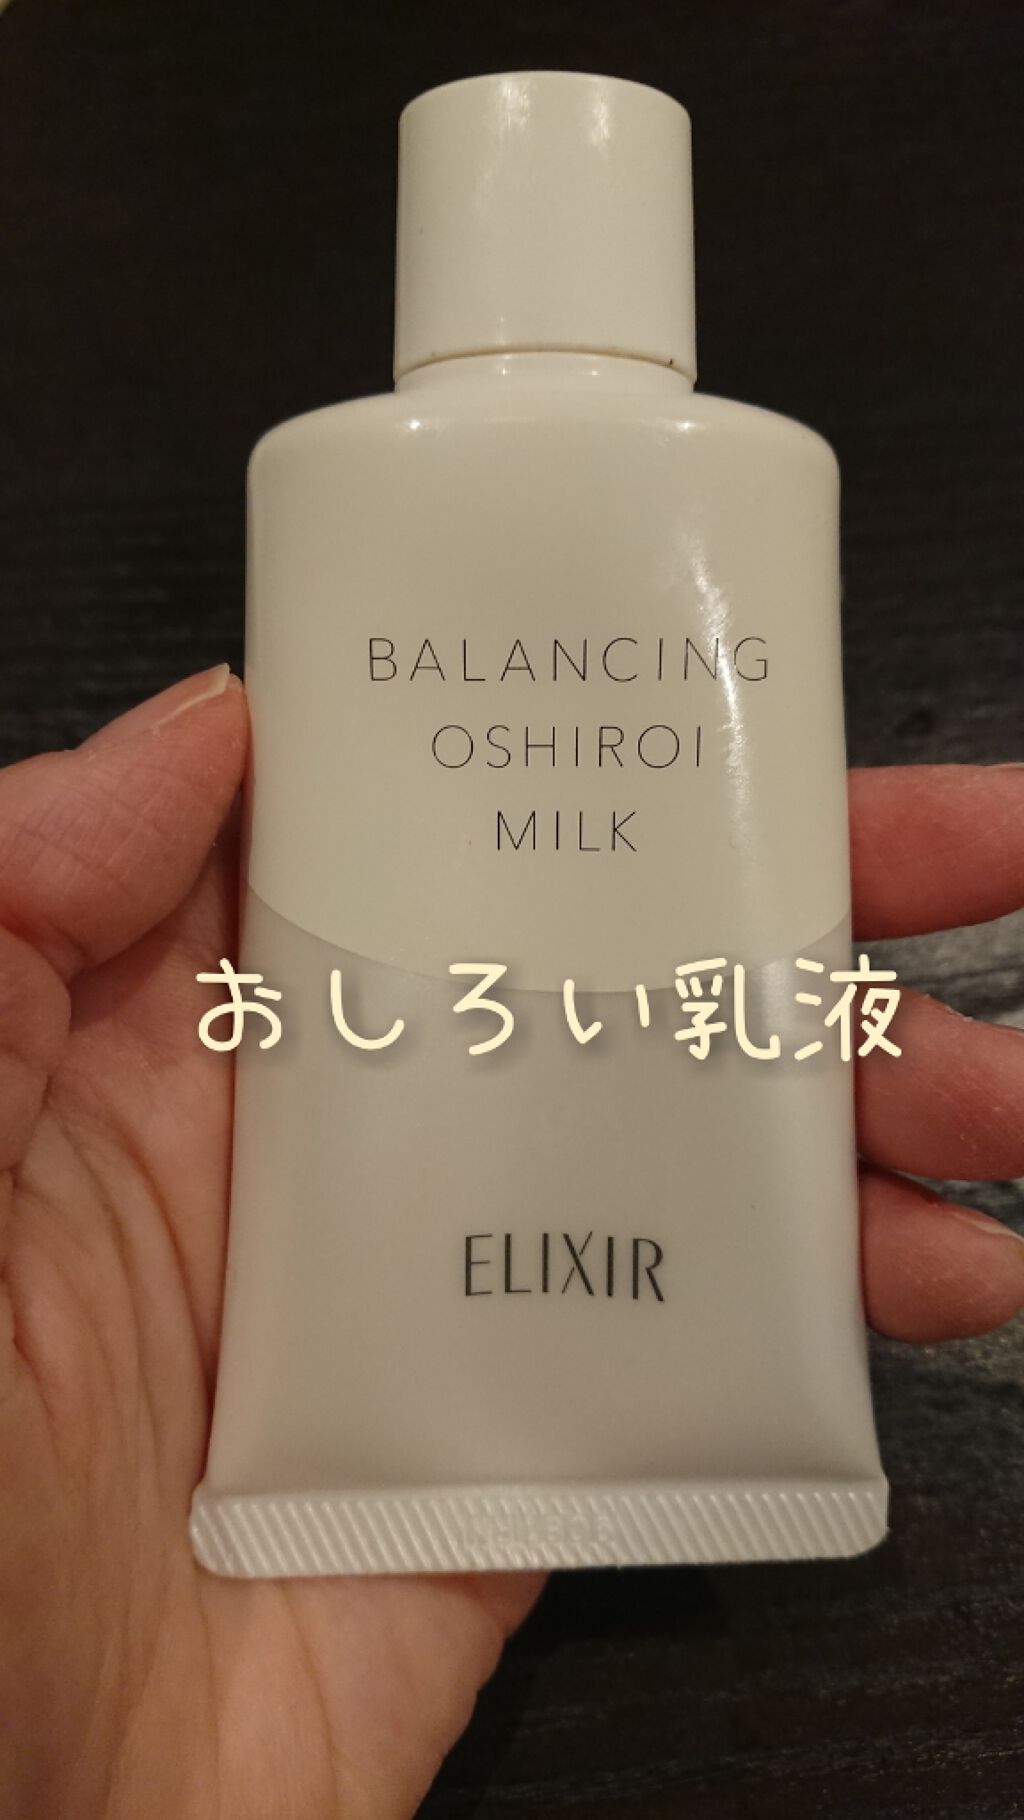 BALANCING
OSHIROI
MILK
おしろい乳液
ELIXIR